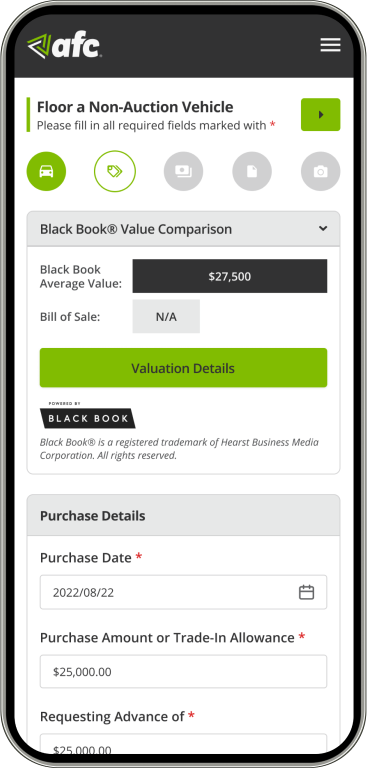 afc
Floor a Non-Auction Vehicle
Please fill in all required fields marked with *
Black Book® Value Comparison
Black Book
Average Value:
$27,500
Bill of Sale:
N/A
Valuation Details
POWERED BY
BLACK BOOK
Black Book® is a registered trademark of Hearst Business Media
Corporation. All rights reserved.
Purchase Details
Purchase Date *
2022/08/22
Purchase Amount or Trade-In Allowance *
$25,000.00
Requesting Advance of *
$25,000.00